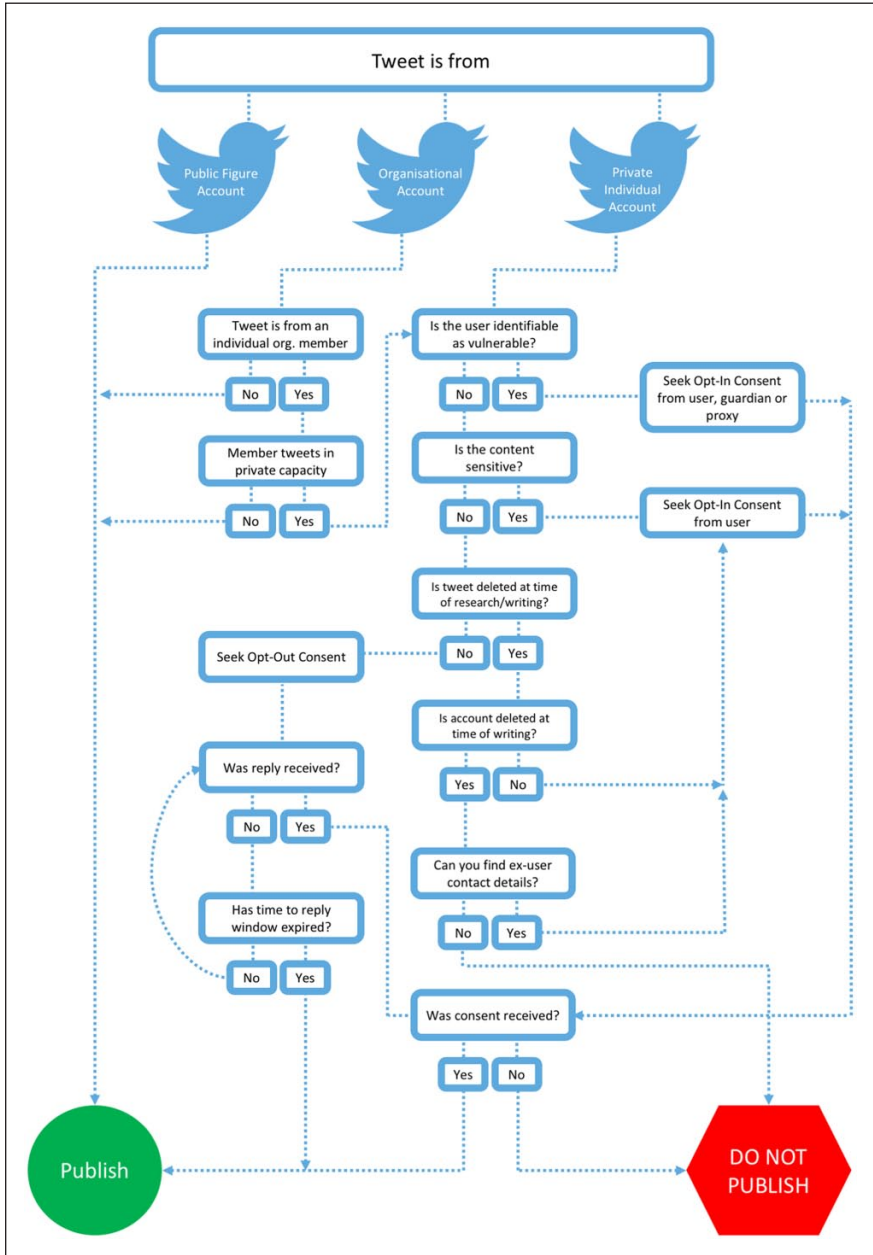 Tweet is from
Public Figure
Account
Organisational
Account
Private
Individual
Account
Tweet is from an
individual org. member
No
Yes
Is the user identifiable
as vulnerable?
No
Yes
Seek Opt-In Consent
from user, guardian or
proxy
Member tweets in
private capacity
No
Yes
Is the content
sensitive?
No
Yes
Seek Opt-In Consent
from user
Is tweet deleted at time
of research/writing?
No
Yes
Seek Opt-Out Consent
Is account deleted at
time of writing?
Yes
No
Was reply received?
No
Yes
Can you find ex-user
contact details?
No
Yes
Has time to reply
window expired?
No
Yes
Was consent received?
Yes
No
Publish
DO NOT
PUBLISH